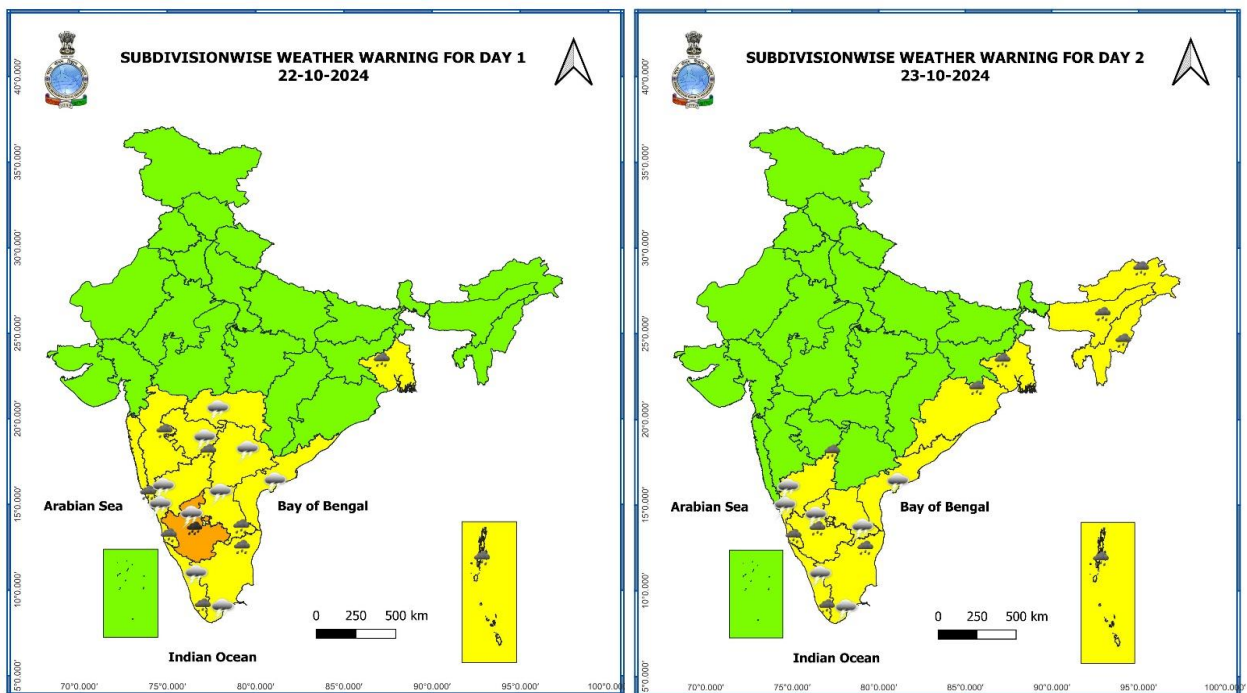 SUBDIVISIONWISE WEATHER WARNING FOR DAY 1
22-10-2024
40°0.000'
35°0.000'
30°0.000'
25°0.000'
20°0.000'
15°0.000'
10°0.000'
5°0.000'
Arabian Sea
Bay of Bengal
0 250 500 km
Indian Ocean
70°0.000' 75°0.000' 80°0.000' 85°0.000' 90°0.000' 95°0.000' 100°0.000'
SUBDIVISIONWISE WEATHER WARNING FOR DAY 2
23-10-2024
40°0.000'
35°0.000'
30°0.000'
25°0.000'
20°0.000'
15°0.000'
10°0.000'
5°0.000'
Arabian Sea
Bay of Bengal
0 250 500 km
Indian Ocean
70°0.000' 75°0.000' 80°0.000' 85°0.000' 90°0.000' 95°0.000' 100°0.000'